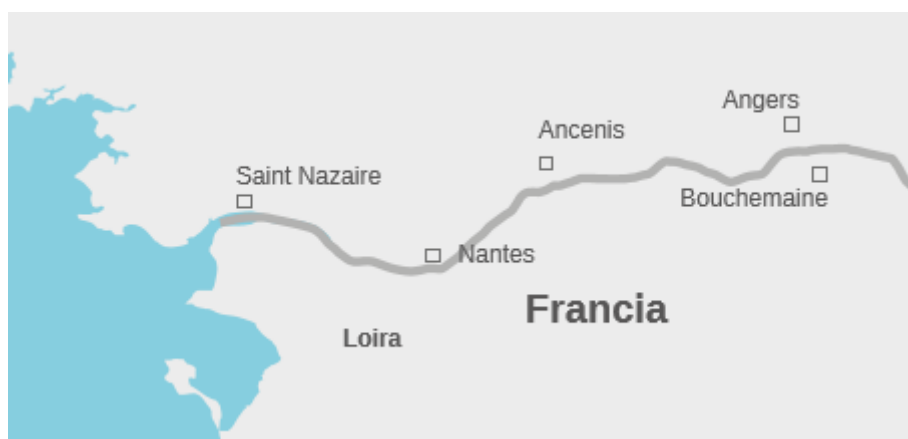 Angers
Ancenis
Saint Nazaire
Bouchemaine
Nantes
Francia
Loira